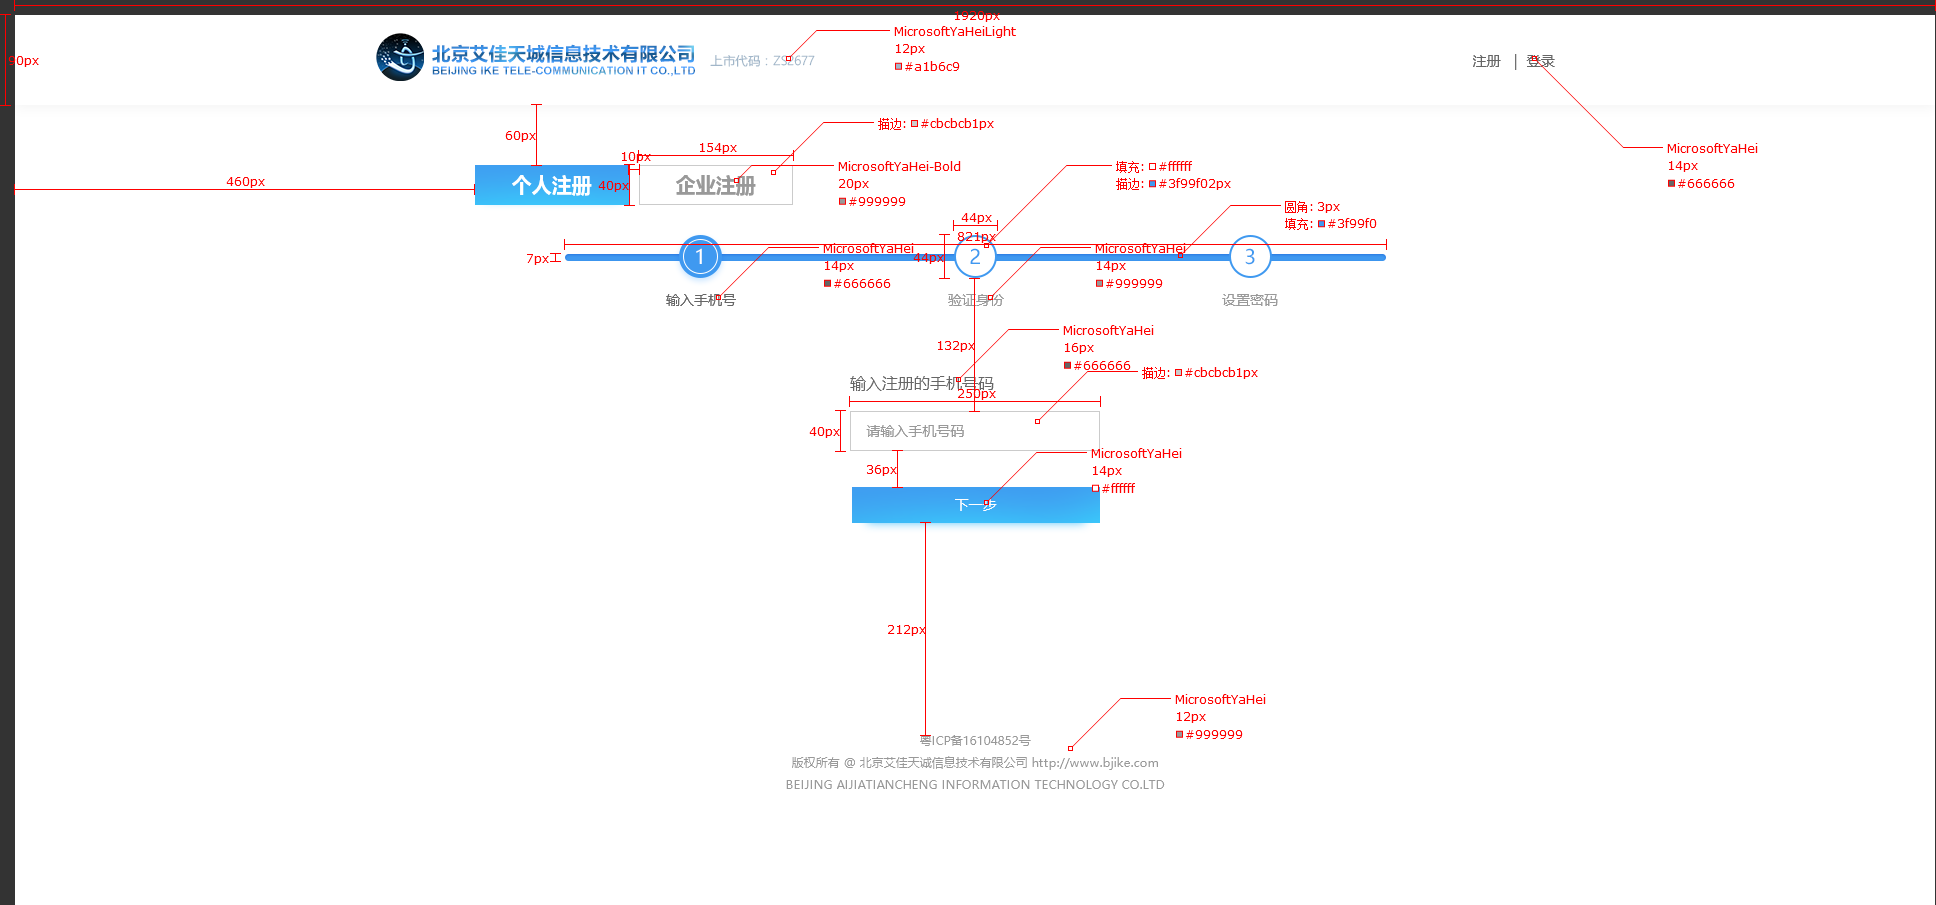 1920px
MicrosoftYaHeiLight
12px
#a1b6c9
90px
北京艾佳天诚信息技术有限公司
BEIJING IKE TELE-COMMUNICATION IT CO.,LTD
上市代码：ZS2677
注册 | 登录
描边: #cbcbcb1px
60px
154px
10px
MicrosoftYaHei-Bold
20px
#999999
填充: #ffffff
描边: #3f99f02px
MicrosoftYaHei
14px
#666666
460px
个人注册
40px
企业注册
圆角: 3px
填充: #3f99f0
44px
821px
7px
1
MicrosoftYaHei
14px
#666666
44px
2
MicrosoftYaHei
14px
#999999
3
输入手机号
验证身份
设置密码
132px
MicrosoftYaHei
16px
#666666
描边: #cbcbcb1px
输入注册的手机号码
250px
40px
请输入手机号码
36px
MicrosoftYaHei
14px
#ffffff
下一步
212px
MicrosoftYaHei
12px
#999999
粤ICP备16104852号
版权所有 @ 北京艾佳天诚信息技术有限公司 http://www.bjike.com
BEIJING AIJIATIANCHENG INFORMATION TECHNOLOGY CO.LTD